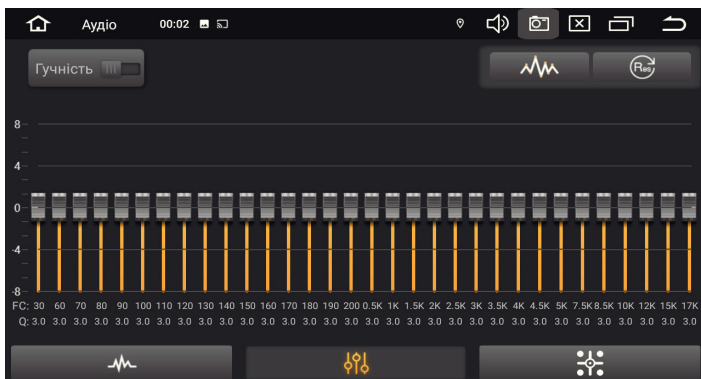 Аудіо 00:02
Гучність
Res
8
4
0
-4
-8
FC: 30 60 70 80 90 100 110 120 130 140 150 160 170 180 190 200 0.5K 1K 1.5K 2K 2.5K 3K 3.5K 4K 4.5K 5K 7.5K 8.5K 10K 12K 15K 17K
Q: 3.0 3.0 3.0 3.0 3.0 3.0 3.0 3.0 3.0 3.0 3.0 3.0 3.0 3.0 3.0 3.0 3.0 3.0 3.0 3.0 3.0 3.0 3.0 3.0 3.0 3.0 3.0 3.0 3.0 3.0 3.0 3.0